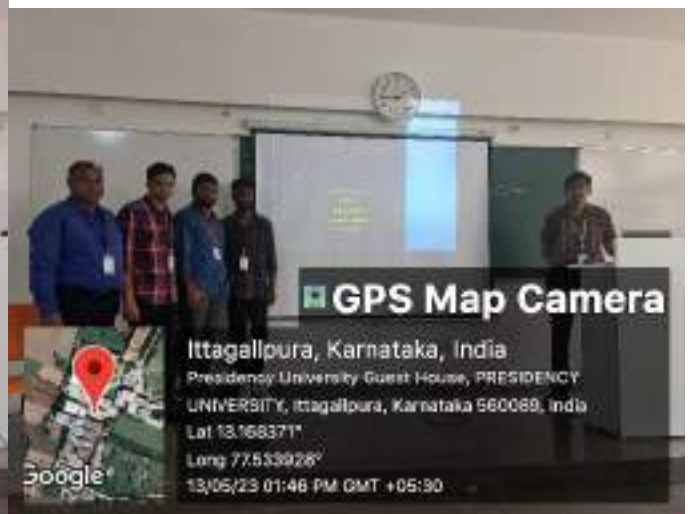 GPS Map Camera
Ittagallpura, Karnataka, India
Presidency University Guest House, PRESIDENCY
UNIVERSITY, Ittagallpura, Karnataka 560089, India
Lat 13.168371°
Long 77.533928°
13/05/23 01:46 PM GMT +05:30
Google